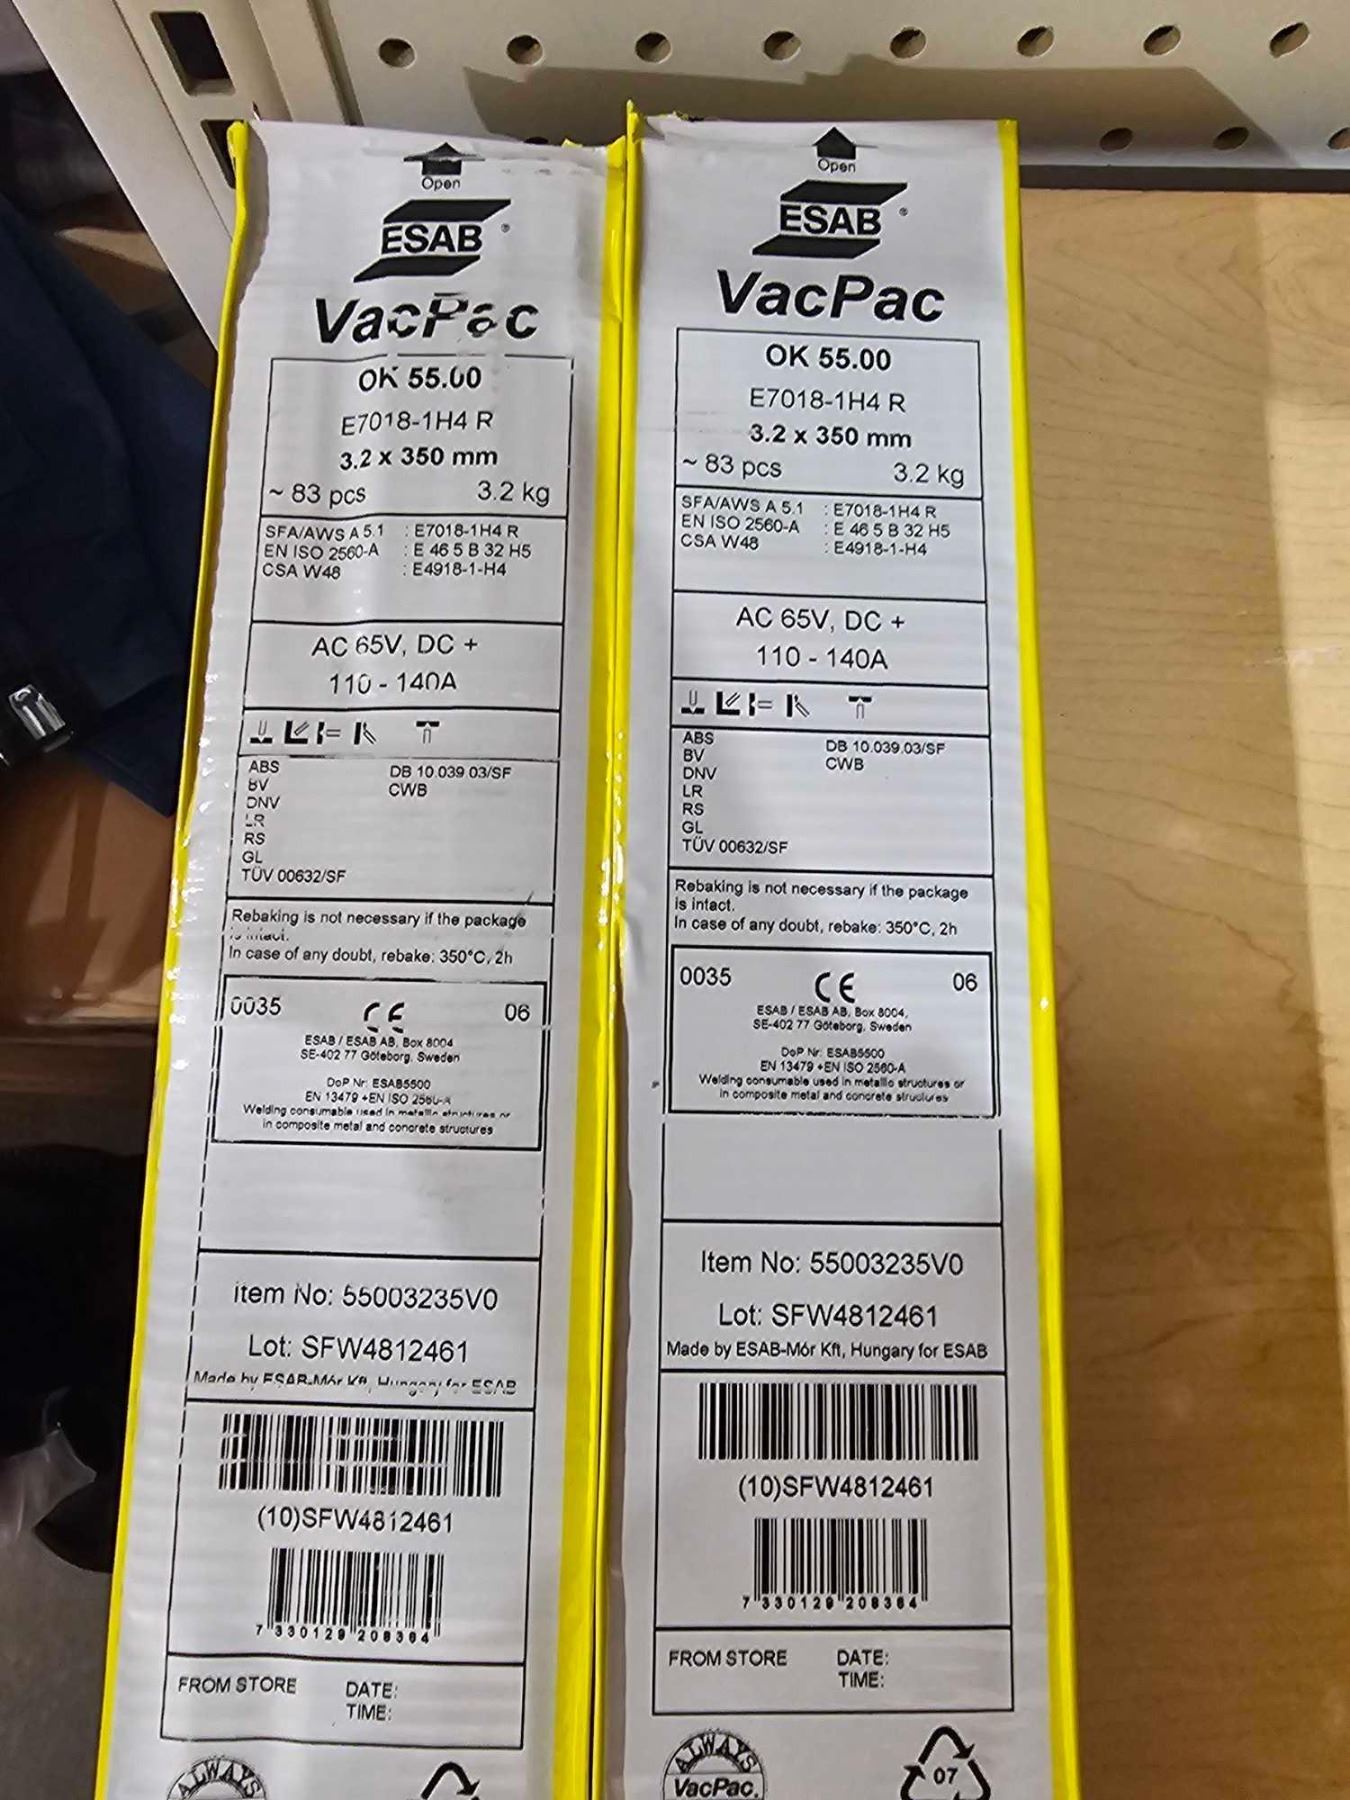 Open
ESAB
VacPac
OK 55.00
E7018-1H4 R
3.2 x 350 mm
~ 83 pcs 3.2 kg
SFA/AWS A 5.1 : E7018-1H4 R
EN ISO 2560-A : E 46 5 B 32 H5
CSA W48 : E4918-1-H4
AC 65V, DC +
110 - 140A
ABS DB 10.039 03/SF
BV CWB
DNV
LR
RS
GL
TÜV 00632/SF
Rebaking is not necessary if the package
is intact.
In case of any doubt, rebake: 350°C, 2h
0035 CE 06
ESAB / ESAB AB, Box 8004
SE-402 77 Göteborg, Sweden
DoP Nr: ESAB5500
EN 13479 +EN ISO 2560-A
Welding consumable used in metallic structures or
in composite metal and concrete structures
Item No: 55003235V0
Lot: SFW4812461
Made by ESAB-Mór Kft, Hungary for ESAB
(10)SFW4812461
7 330129 208364
FROM STORE DATE:
TIME:
ALWAYS
Open
ESAB
VacPac
OK 55.00
E7018-1H4 R
3.2 x 350 mm
~ 83 pcs 3.2 kg
SFA/AWS A 5.1 : E7018-1H4 R
EN ISO 2560-A : E 46 5 B 32 H5
CSA W48 : E4918-1-H4
AC 65V, DC +
110 - 140A
ABS DB 10.039.03/SF
BV CWB
DNV
LR
RS
GL
TÜV 00632/SF
Rebaking is not necessary if the package
is intact.
In case of any doubt, rebake: 350°C, 2h
0035 CE 06
ESAB / ESAB AB, Box 8004,
SE-402 77 Göteborg, Sweden
DoP Nr: ESAB5500
EN 13479 +EN ISO 2560-A
Welding consumable used in metallic structures or
in composite metal and concrete structures
Item No: 55003235V0
Lot: SFW4812461
Made by ESAB-Mór Kft, Hungary for ESAB
(10)SFW4812461
7 330129 208364
FROM STORE DATE:
TIME:
ALWAYS
VacPac.
07